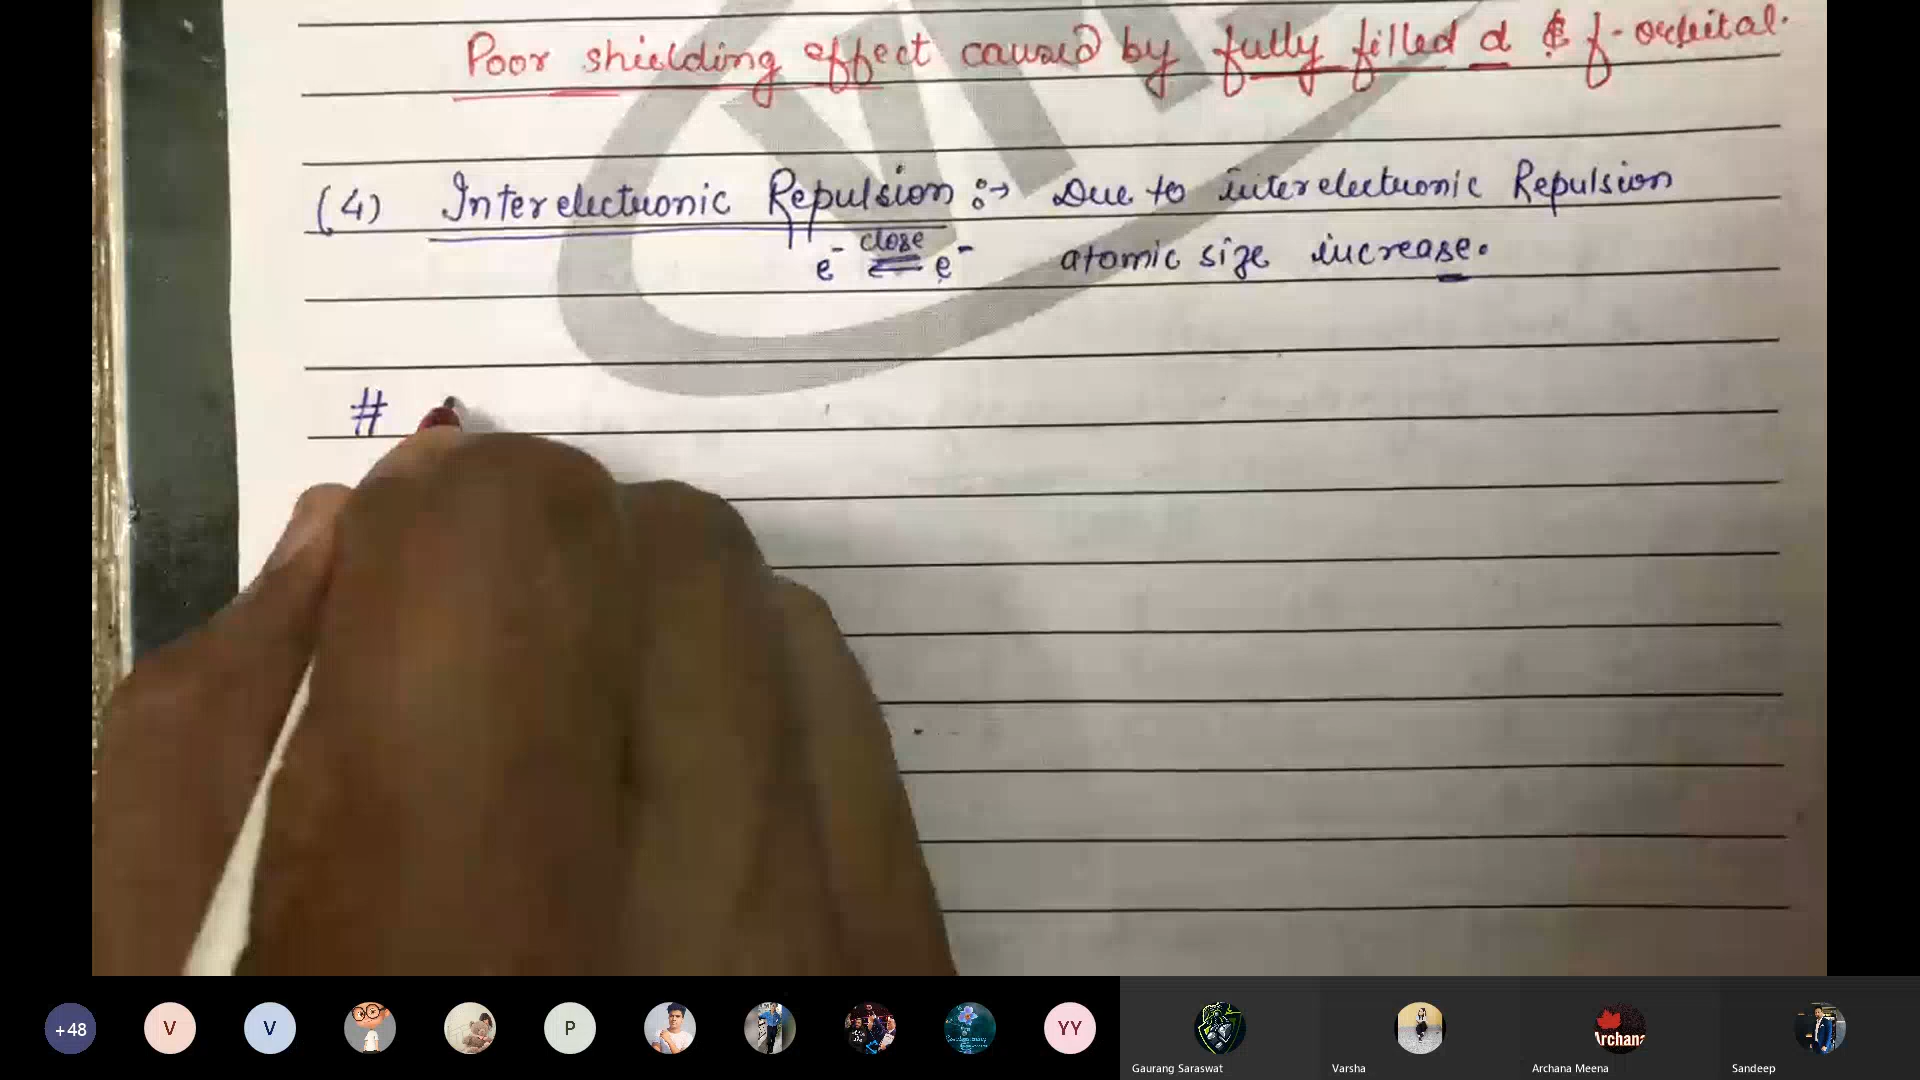 Poor shielding effect caused by fully filled d & f-orbital.
(4) Interelectronic Repulsion :→ Due to interelectronic Repulsion
e⁻ close ⇌ e⁻ atomic size increase.
#
+48 V V P YY
Gaurang Saraswat Varsha Archana Meena Sandeep